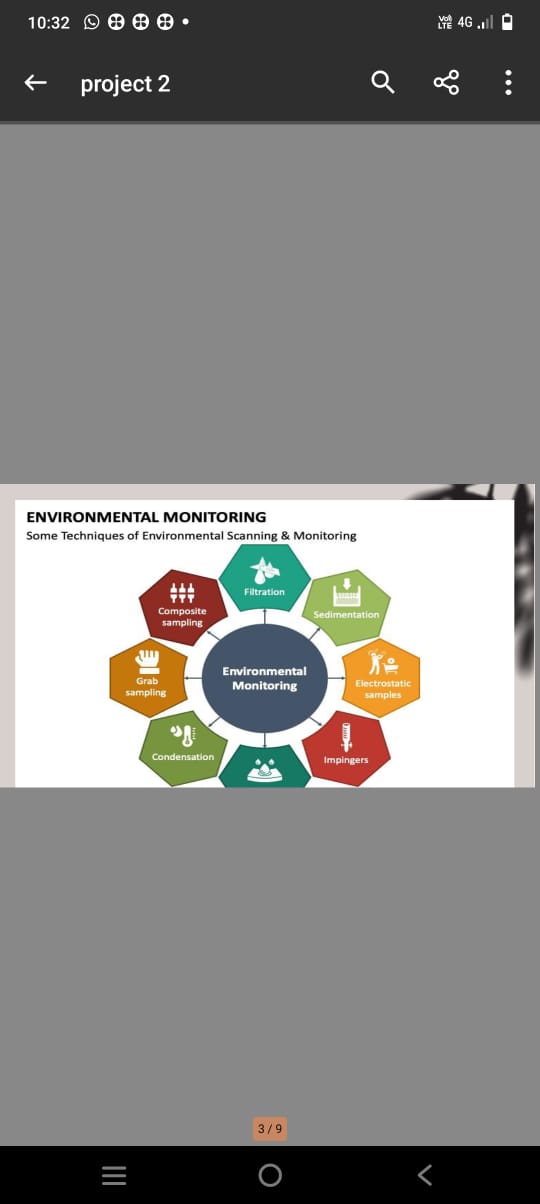 10:32
Vo) LTE 4G
project 2
ENVIRONMENTAL MONITORING
Some Techniques of Environmental Scanning & Monitoring
Filtration
Composite
sampling
Sedimentation
Environmental
Monitoring
Grab
sampling
Electrostatic
samples
Condensation
Impingers
3 / 9